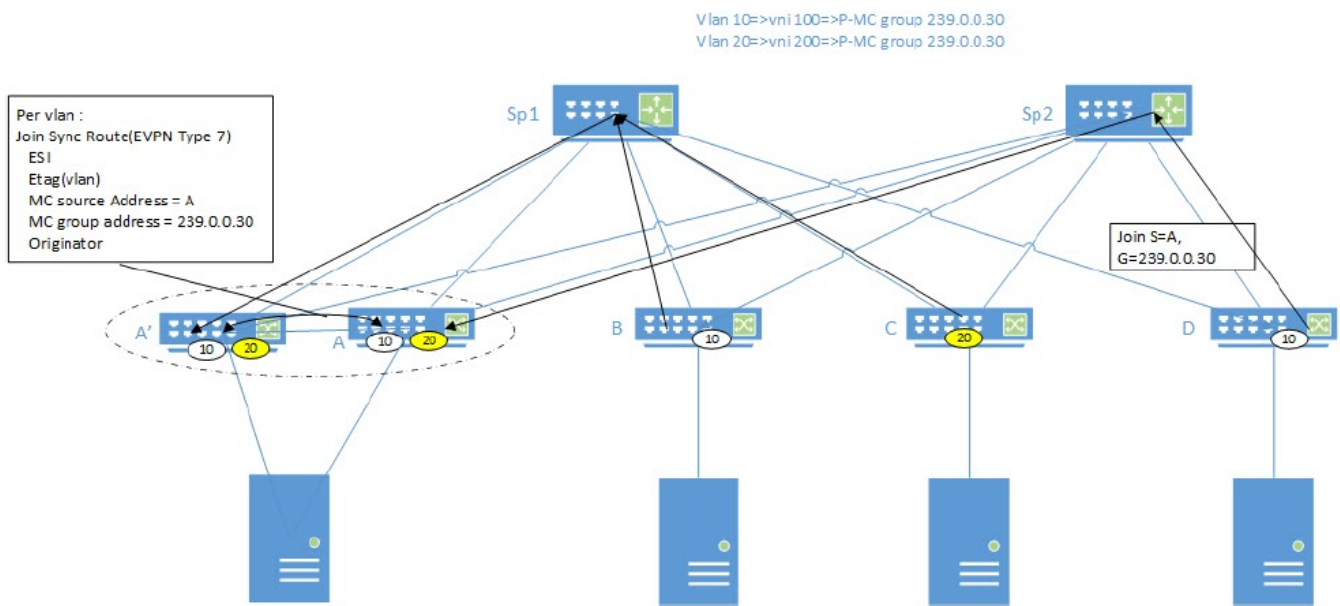 Vlan 10=>vni 100=>P-MC group 239.0.0.30
Vlan 20=>vni 200=>P-MC group 239.0.0.30
Per vlan :
Join Sync Route(EVPN Type 7)
ESI
Etag(vlan)
MC source Address = A
MC group address = 239.0.0.30
Originator
Sp1
Sp2
Join S=A,
G=239.0.0.30
A'
10
20
A
10
20
B
10
C
20
D
10